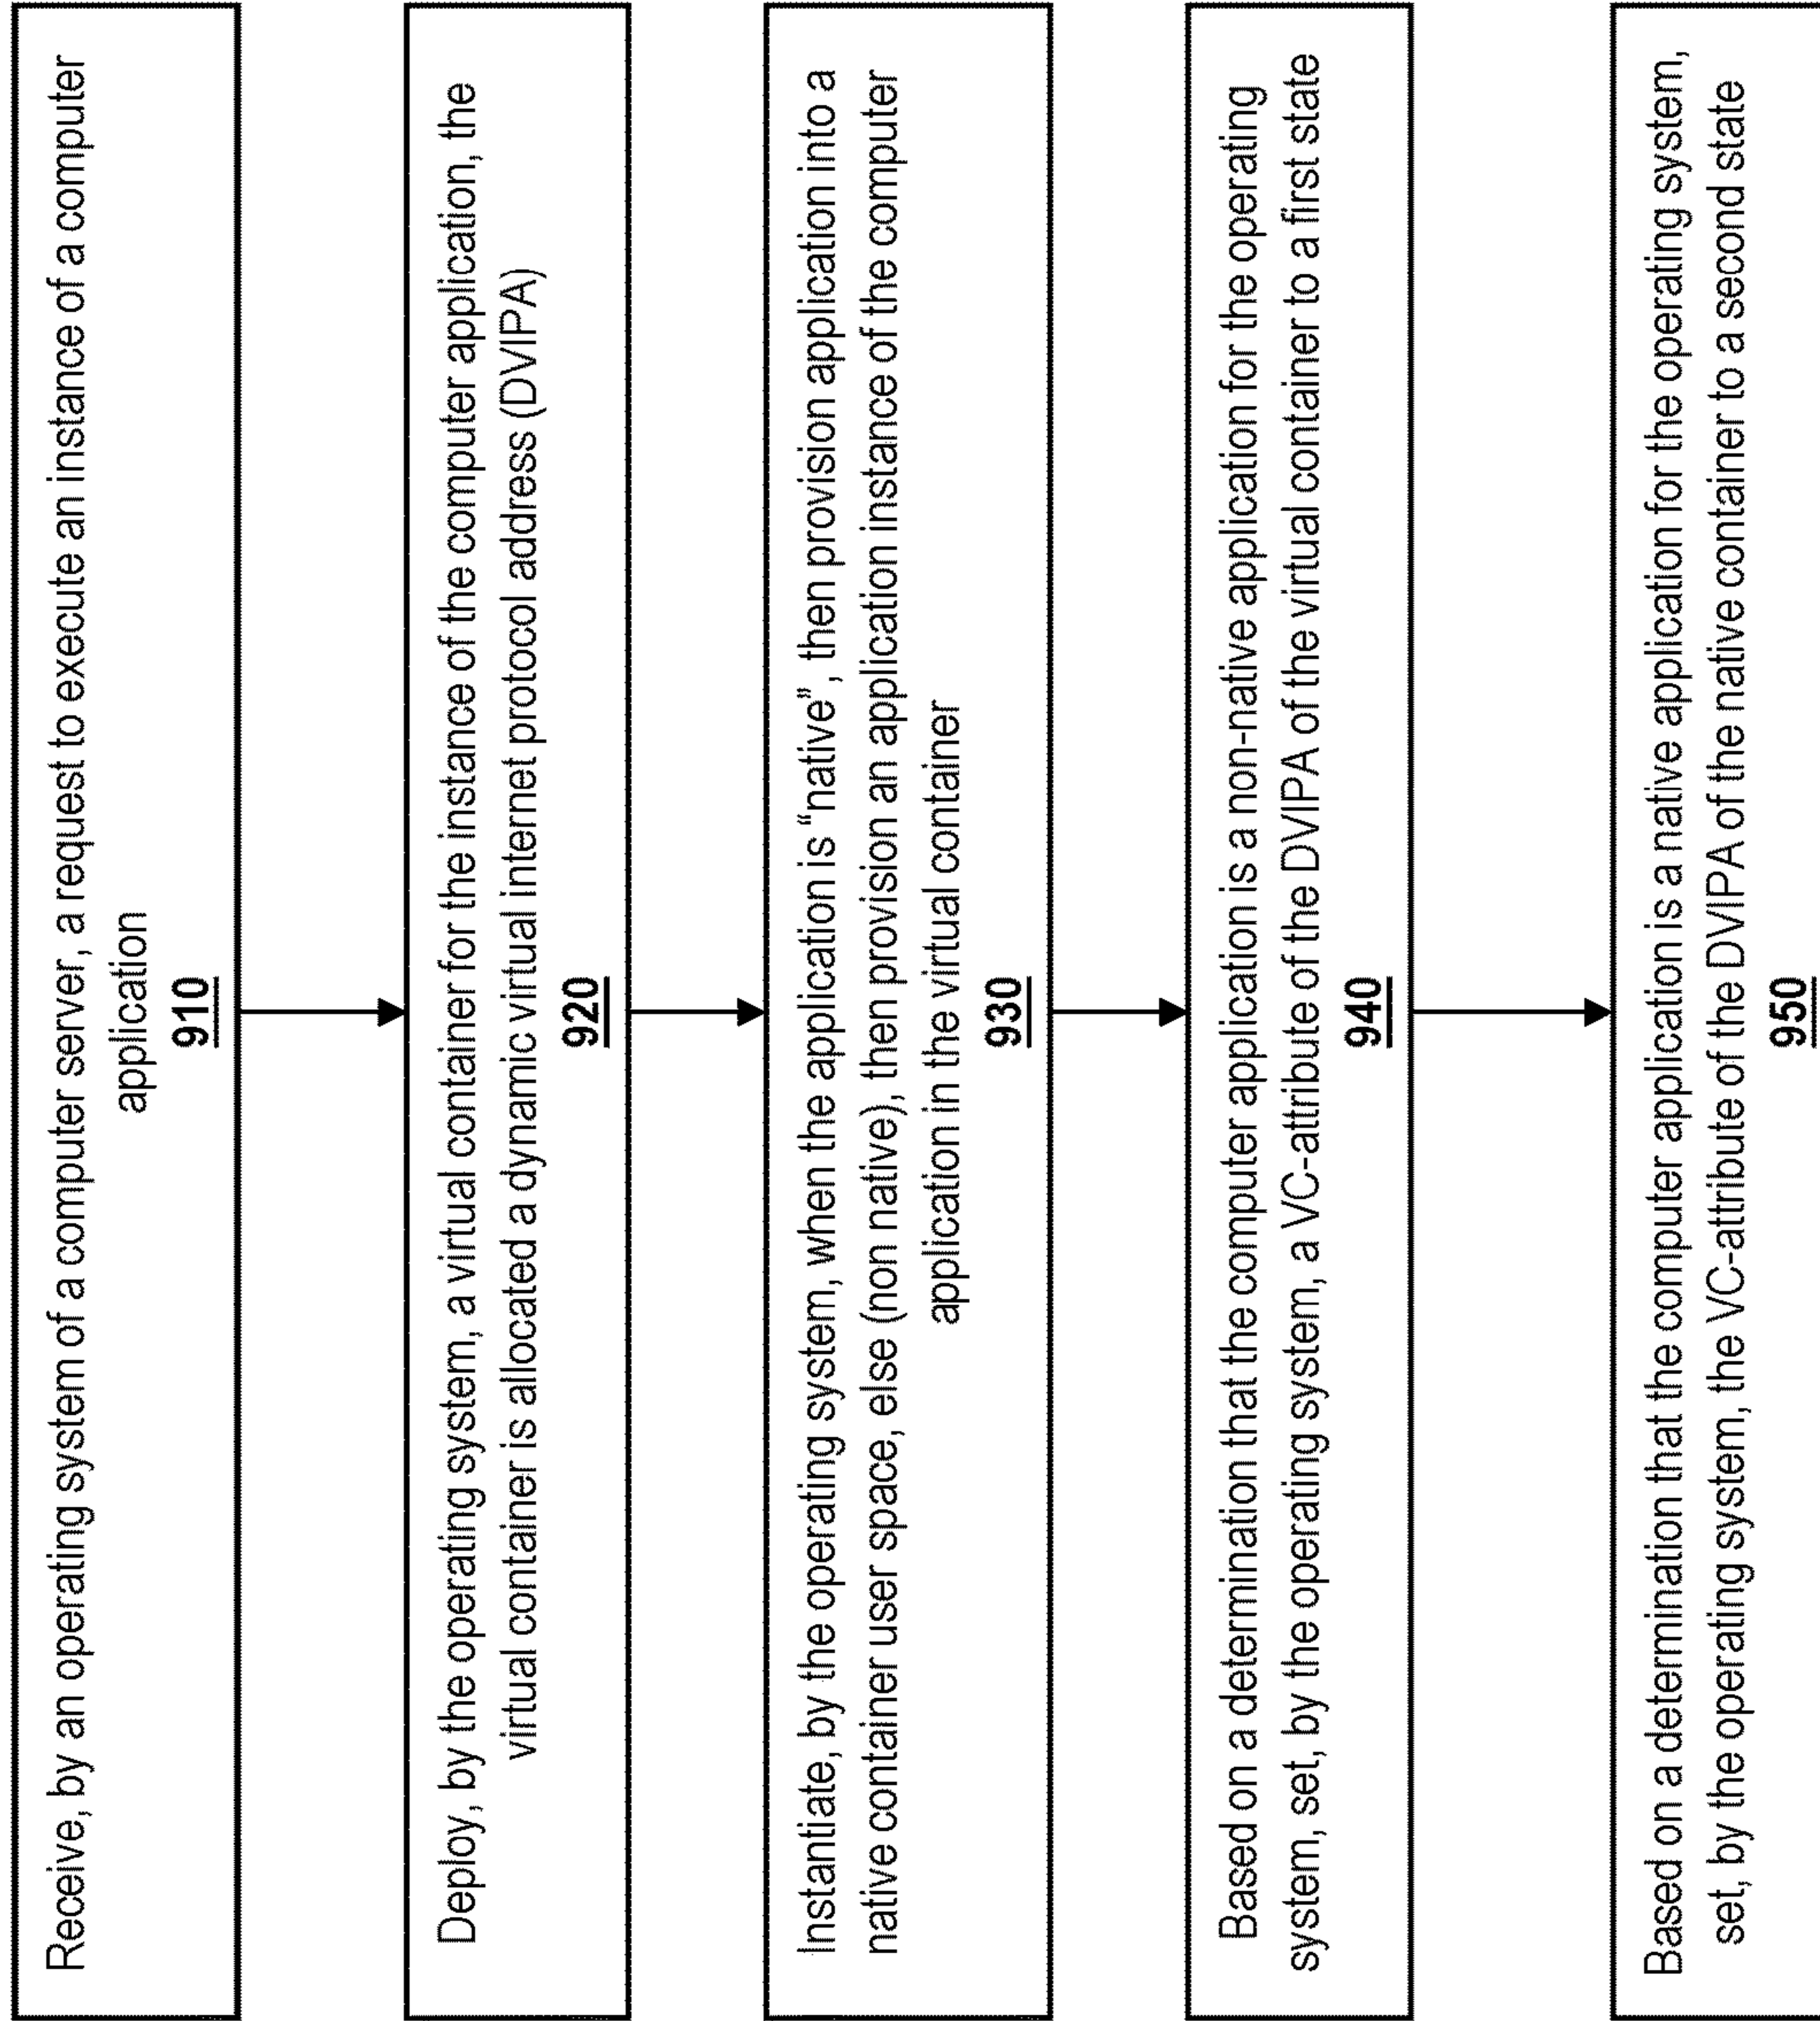 Receive, by an operating system of a computer server, a request to execute an instance of a computer
application
910
Deploy, by the operating system, a virtual container for the instance of the computer application, the
virtual container is allocated a dynamic virtual internet protocol address (DVIPA)
920
Instantiate, by the operating system, when the application is “native”, then provision application into a
native container user space, else (non native), then provision an application instance of the computer
application in the virtual container
930
Based on a determination that the computer application is a non-native application for the operating
system, set, by the operating system, a VC-attribute of the DVIPA of the virtual container to a first state
940
Based on a determination that the computer application is a native application for the operating system,
set, by the operating system, the VC-attribute of the DVIPA of the native container to a second state
950